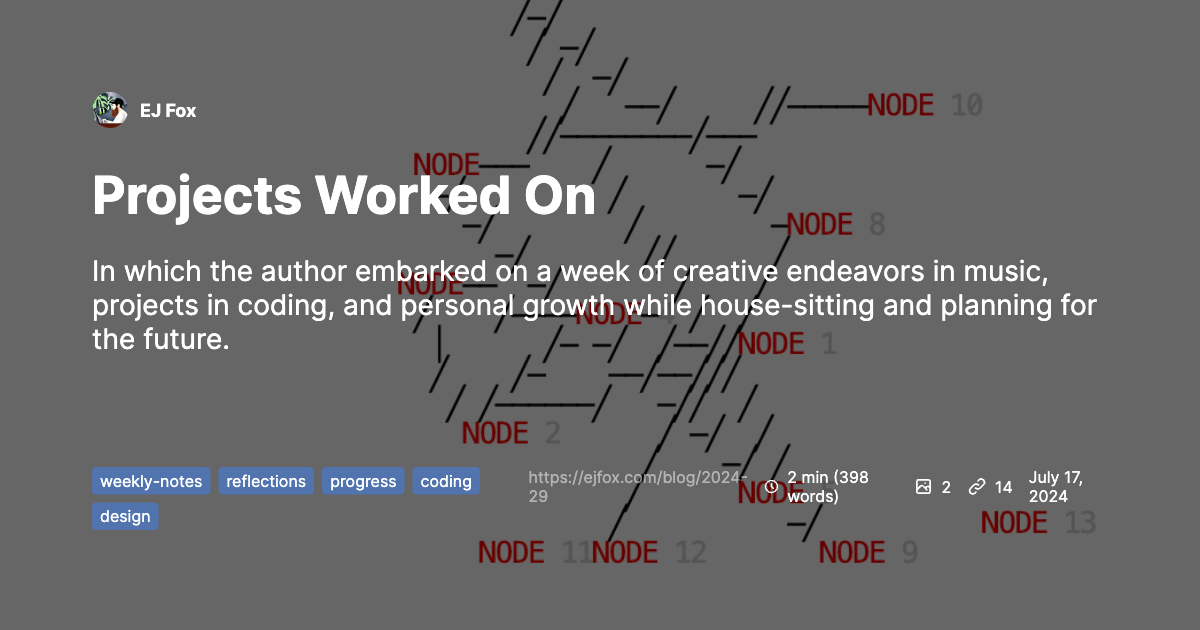 NODE 10
EJ Fox
NODE
Projects Worked On
NODE 8
In which the author embarked on a week of creative endeavors in music,
NODE
projects in coding, and personal growth while house-sitting and planning for
NODE
the future.
NODE 1
NODE 2
weekly-notes reflections progress coding
design
https://ejfox.com/blog/2024-
29
2 min (398
words)
2
14
July 17,
2024
NODE
NODE 13
NODE 11NODE 12
NODE 9